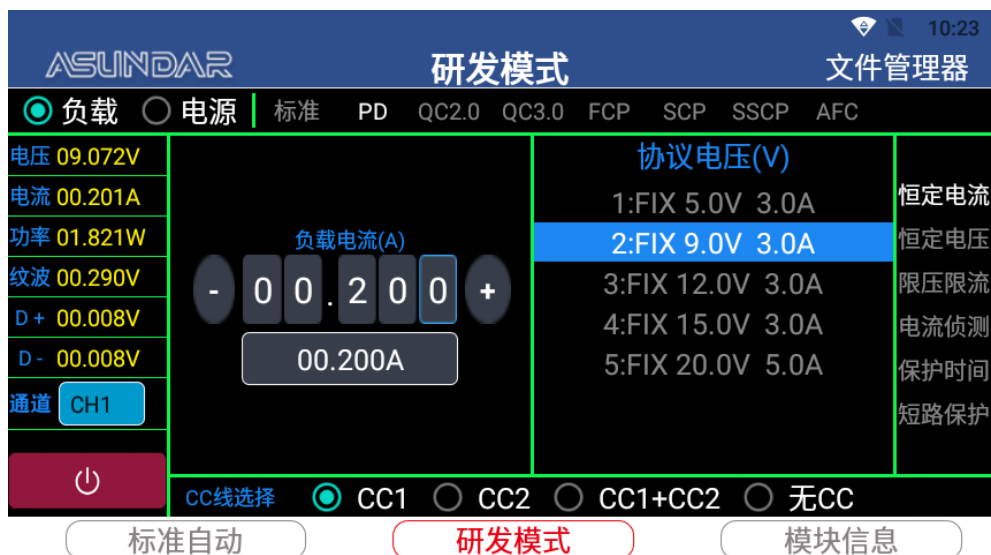 10:23
ASUNDAR 研发模式 文件管理器
负载 电源 标准 PD QC2.0 QC3.0 FCP SCP SSCP AFC
电压 09.072V
电流 00.201A
功率 01.821W
纹波 00.290V
D+ 00.008V
D- 00.008V
通道 CH1
负载电流(A)
- 0 0 . 2 0 0 +
00.200A
协议电压(V)
1:FIX 5.0V 3.0A
2:FIX 9.0V 3.0A
3:FIX 12.0V 3.0A
4:FIX 15.0V 3.0A
5:FIX 20.0V 5.0A
恒定电流
恒定电压
限压限流
电流侦测
保护时间
短路保护
CC线选择 CC1 CC2 CC1+CC2 无CC
标准自动 研发模式 模块信息